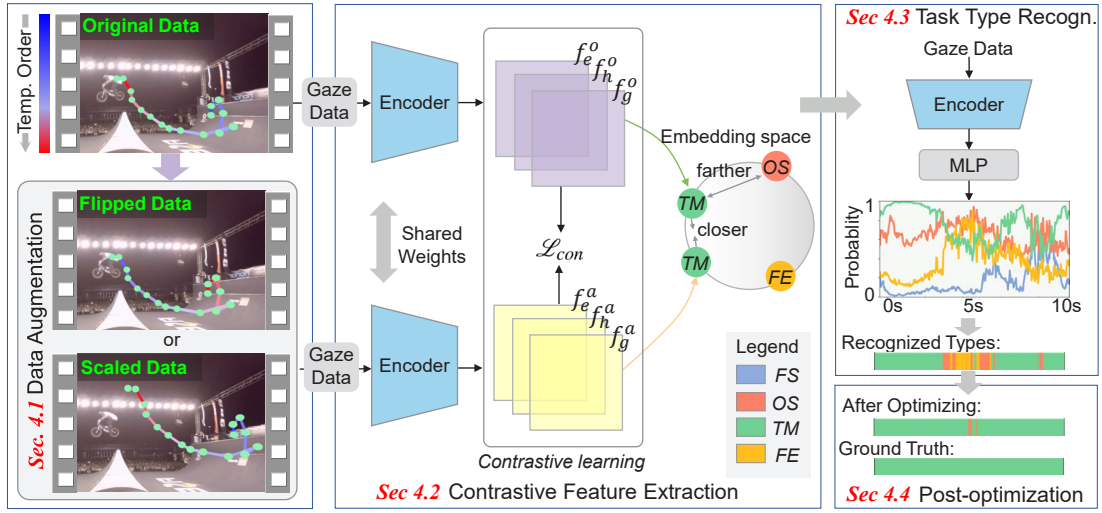 Temp. Order
Original Data
Flipped Data
or
Scaled Data
Sec. 4.1 Data Augmentation
Gaze
Data
Encoder
Shared
Weights
Gaze
Data
Encoder
f_e^o
f_h^o
f_g^o
ℒ_con
f_e^a
f_h^a
f_g^a
Contrastive learning
Embedding space
OS
farther
TM
closer
TM
FE
Legend
FS
OS
TM
FE
Sec 4.2 Contrastive Feature Extraction
Sec 4.3 Task Type Recogn.
Gaze Data
Encoder
MLP
Probablity
1
0
0s
5s
10s
Recognized Types:
After Optimizing:
Ground Truth:
Sec 4.4 Post-optimization